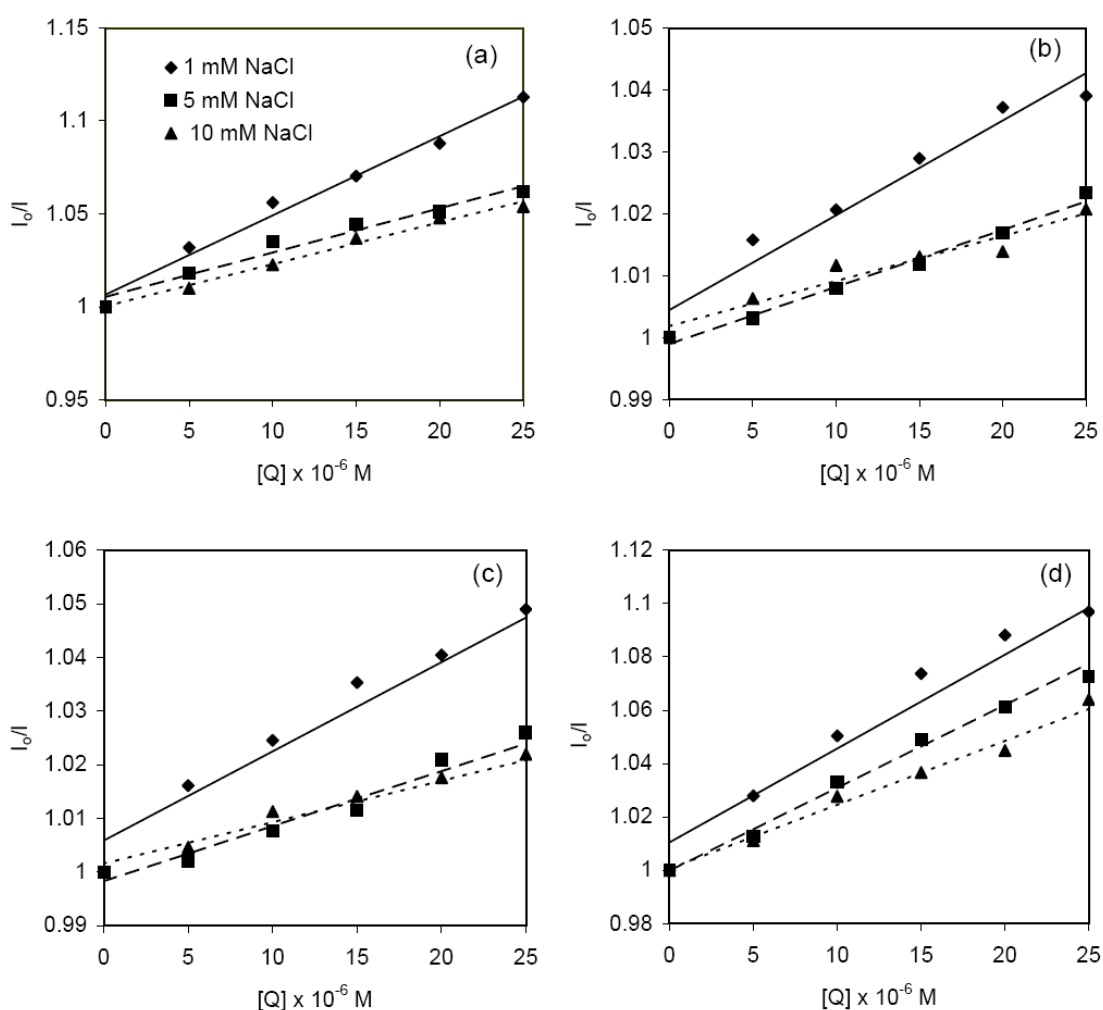 (a)
1.15
1.1
1.05
1
0.95
I₀/I
1 mM NaCl
5 mM NaCl
10 mM NaCl
0 5 10 15 20 25
[Q] x 10⁻⁶ M
(b)
1.05
1.04
1.03
1.02
1.01
1
0.99
I₀/I
0 5 10 15 20 25
[Q] x 10⁻⁶ M
(c)
1.06
1.05
1.04
1.03
1.02
1.01
1
0.99
I₀/I
0 5 10 15 20 25
[Q] x 10⁻⁶ M
(d)
1.12
1.1
1.08
1.06
1.04
1.02
1
0.98
I₀/I
0 5 10 15 20 25
[Q] x 10⁻⁶ M